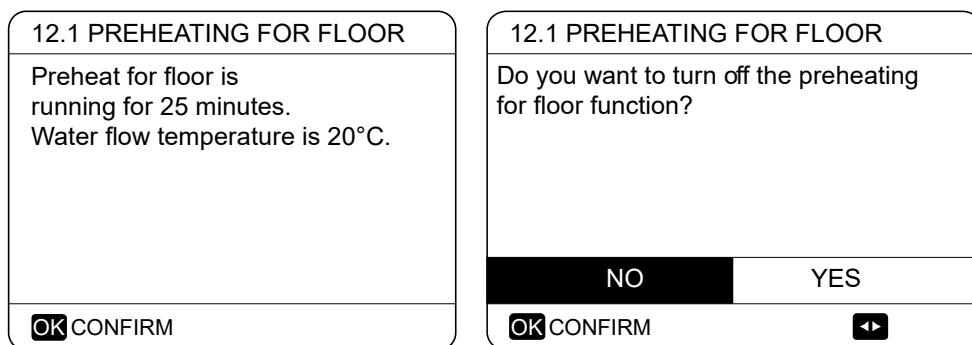 12.1 PREHEATING FOR FLOOR
Preheat for floor is
running for 25 minutes.
Water flow temperature is 20°C.
OK CONFIRM
12.1 PREHEATING FOR FLOOR
Do you want to turn off the preheating
for floor function?
NO YES
OK CONFIRM